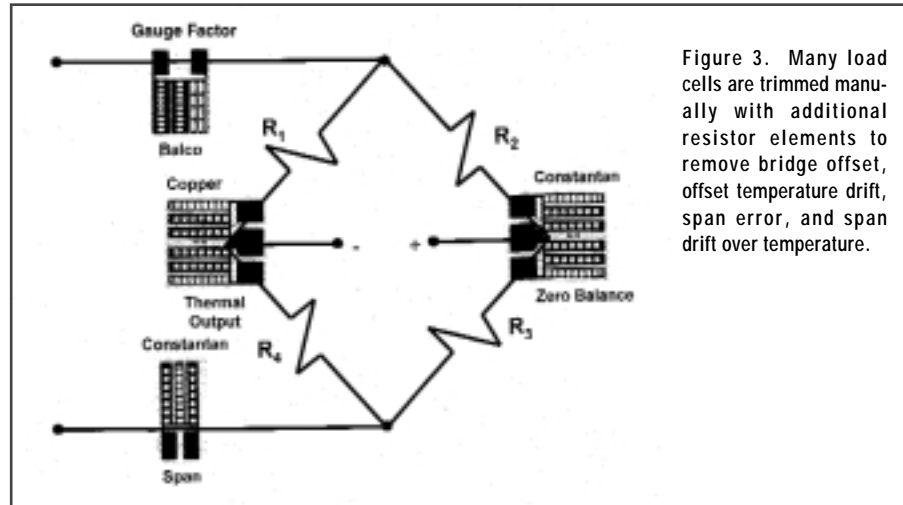 Gauge Factor
Balco
R1
R2
Copper
Constantan
-
+
Thermal
Output
Zero Balance
R4
R3
Constantan
Span
Figure 3. Many load
cells are trimmed manu-
ally with additional
resistor elements to
remove bridge offset,
offset temperature drift,
span error, and span
drift over temperature.